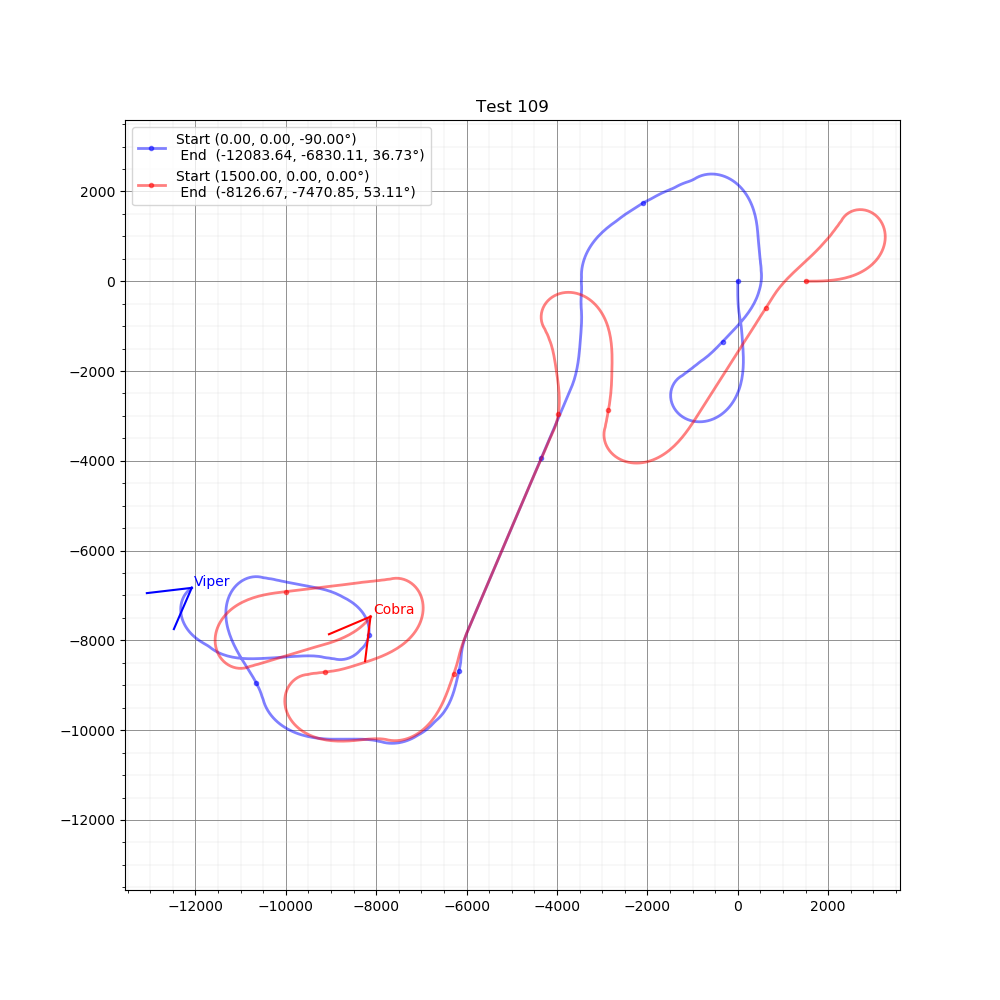 Test 109
Start (0.00, 0.00, -90.00°)
End  (-12083.64, -6830.11, 36.73°)
Start (1500.00, 0.00, 0.00°)
End  (-8126.67, -7470.85, 53.11°)
2000
0
−2000
−4000
−6000
−8000
−10000
−12000
Viper
Cobra
−12000 −10000 −8000 −6000 −4000 −2000 0 2000